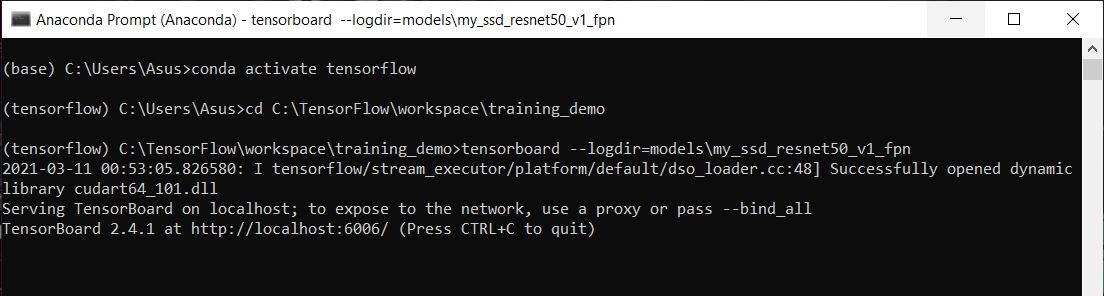 Anaconda Prompt (Anaconda) - tensorboard  --logdir=models\my_ssd_resnet50_v1_fpn
(base) C:\Users\Asus>conda activate tensorflow
(tensorflow) C:\Users\Asus>cd C:\TensorFlow\workspace\training_demo
(tensorflow) C:\TensorFlow\workspace\training_demo>tensorboard --logdir=models\my_ssd_resnet50_v1_fpn
2021-03-11 00:53:05.826580: I tensorflow/stream_executor/platform/default/dso_loader.cc:48] Successfully opened dynamic
library cudart64_101.dll
Serving TensorBoard on localhost; to expose to the network, use a proxy or pass --bind_all
TensorBoard 2.4.1 at http://localhost:6006/ (Press CTRL+C to quit)